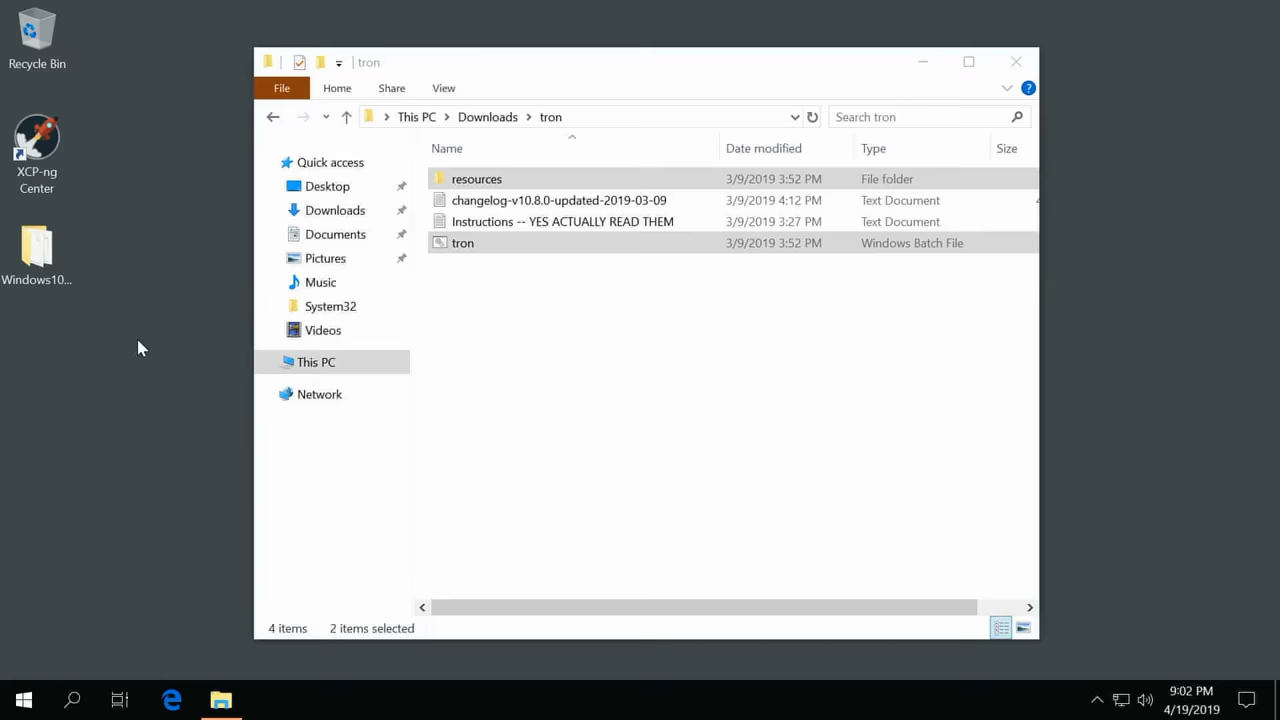 Recycle Bin
XCP-ng
Center
Windows10...
tron
File
Home
Share
View
This PC
Downloads
tron
Search tron
Name
Date modified
Type
Size
Quick access
Desktop
Downloads
Documents
Pictures
Music
System32
Videos
This PC
Network
resources 3/9/2019 3:52 PM File folder
changelog-v10.8.0-updated-2019-03-09 3/9/2019 4:12 PM Text Document
Instructions -- YES ACTUALLY READ THEM 3/9/2019 3:27 PM Text Document
tron 3/9/2019 3:52 PM Windows Batch File
4 items 2 items selected
9:02 PM
4/19/2019